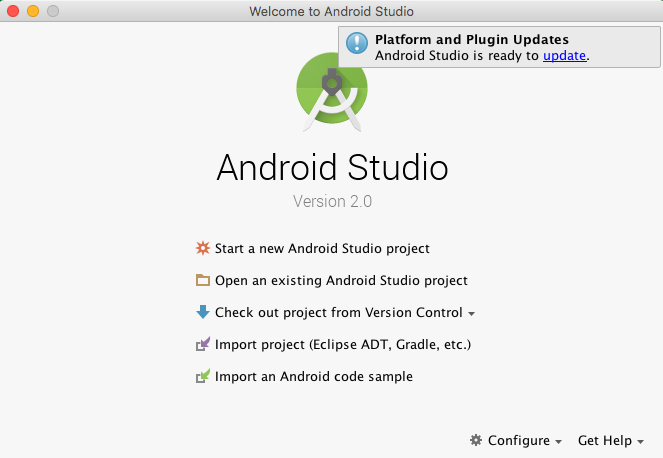 Welcome to Android Studio
Platform and Plugin Updates
Android Studio is ready to update.
Android Studio
Version 2.0
Start a new Android Studio project
Open an existing Android Studio project
Check out project from Version Control
Import project (Eclipse ADT, Gradle, etc.)
Import an Android code sample
Configure Get Help